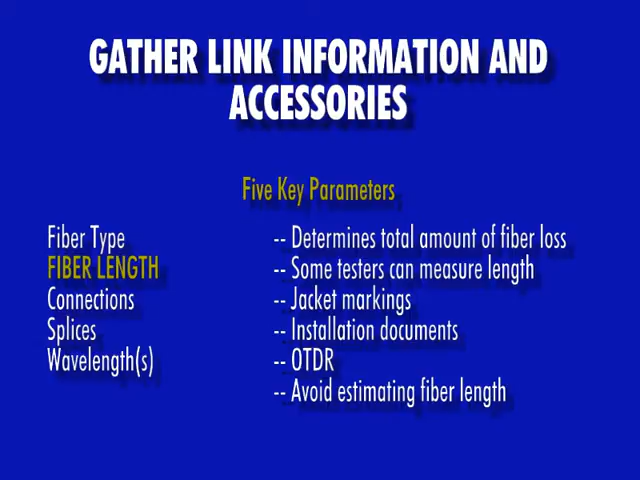 GATHER LINK INFORMATION AND
ACCESSORIES
Five Key Parameters
Fiber Type -- Determines total amount of fiber loss
FIBER LENGTH -- Some testers can measure length
Connections -- Jacket markings
Splices -- Installation documents
Wavelength(s) -- OTDR
-- Avoid estimating fiber length